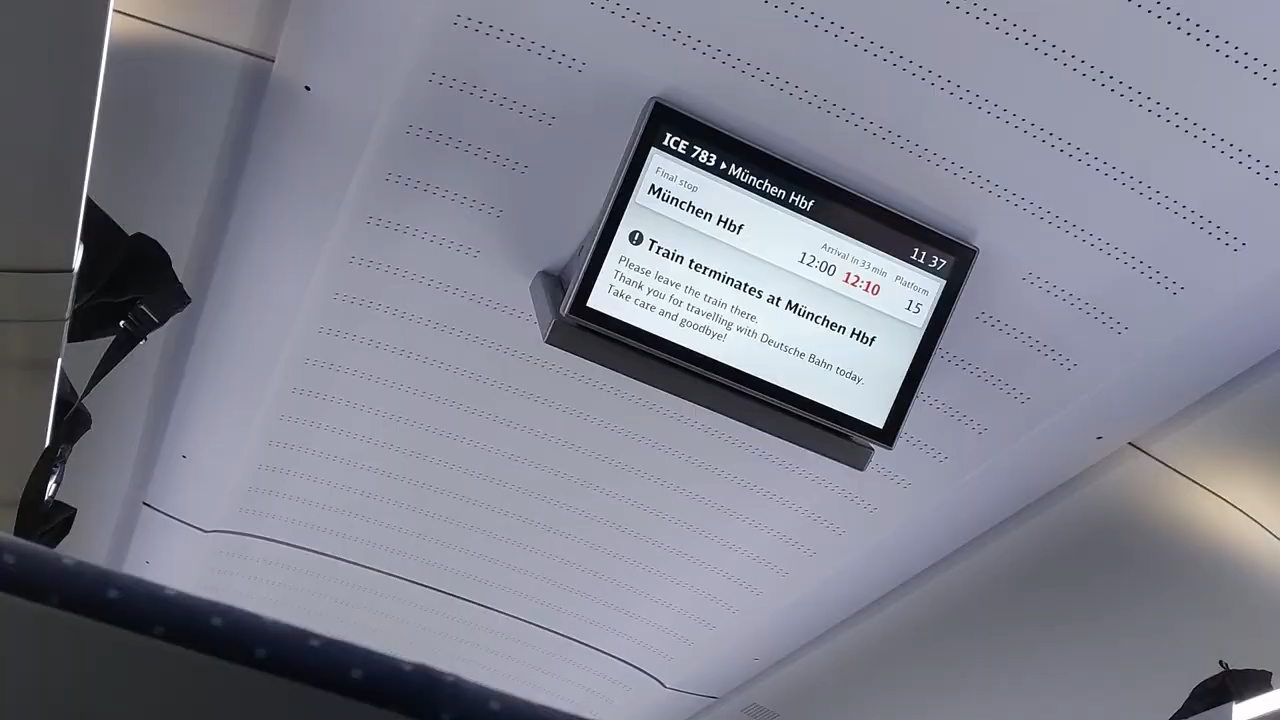 ICE 783 ▸ München Hbf
11 37
Final stop
München Hbf
Arrival in 33 min
Platform
12:00 12:10
15
Train terminates at München Hbf
Please leave the train there.
Thank you for travelling with Deutsche Bahn today.
Take care and goodbye!